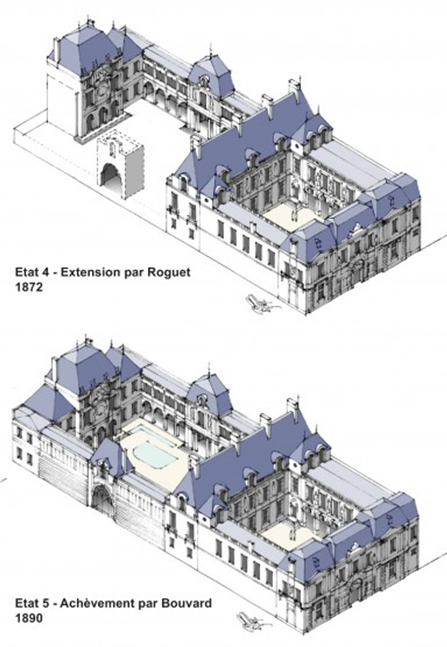 Etat 4 - Extension par Roguet
1872
Etat 5 - Achèvement par Bouvard
1890